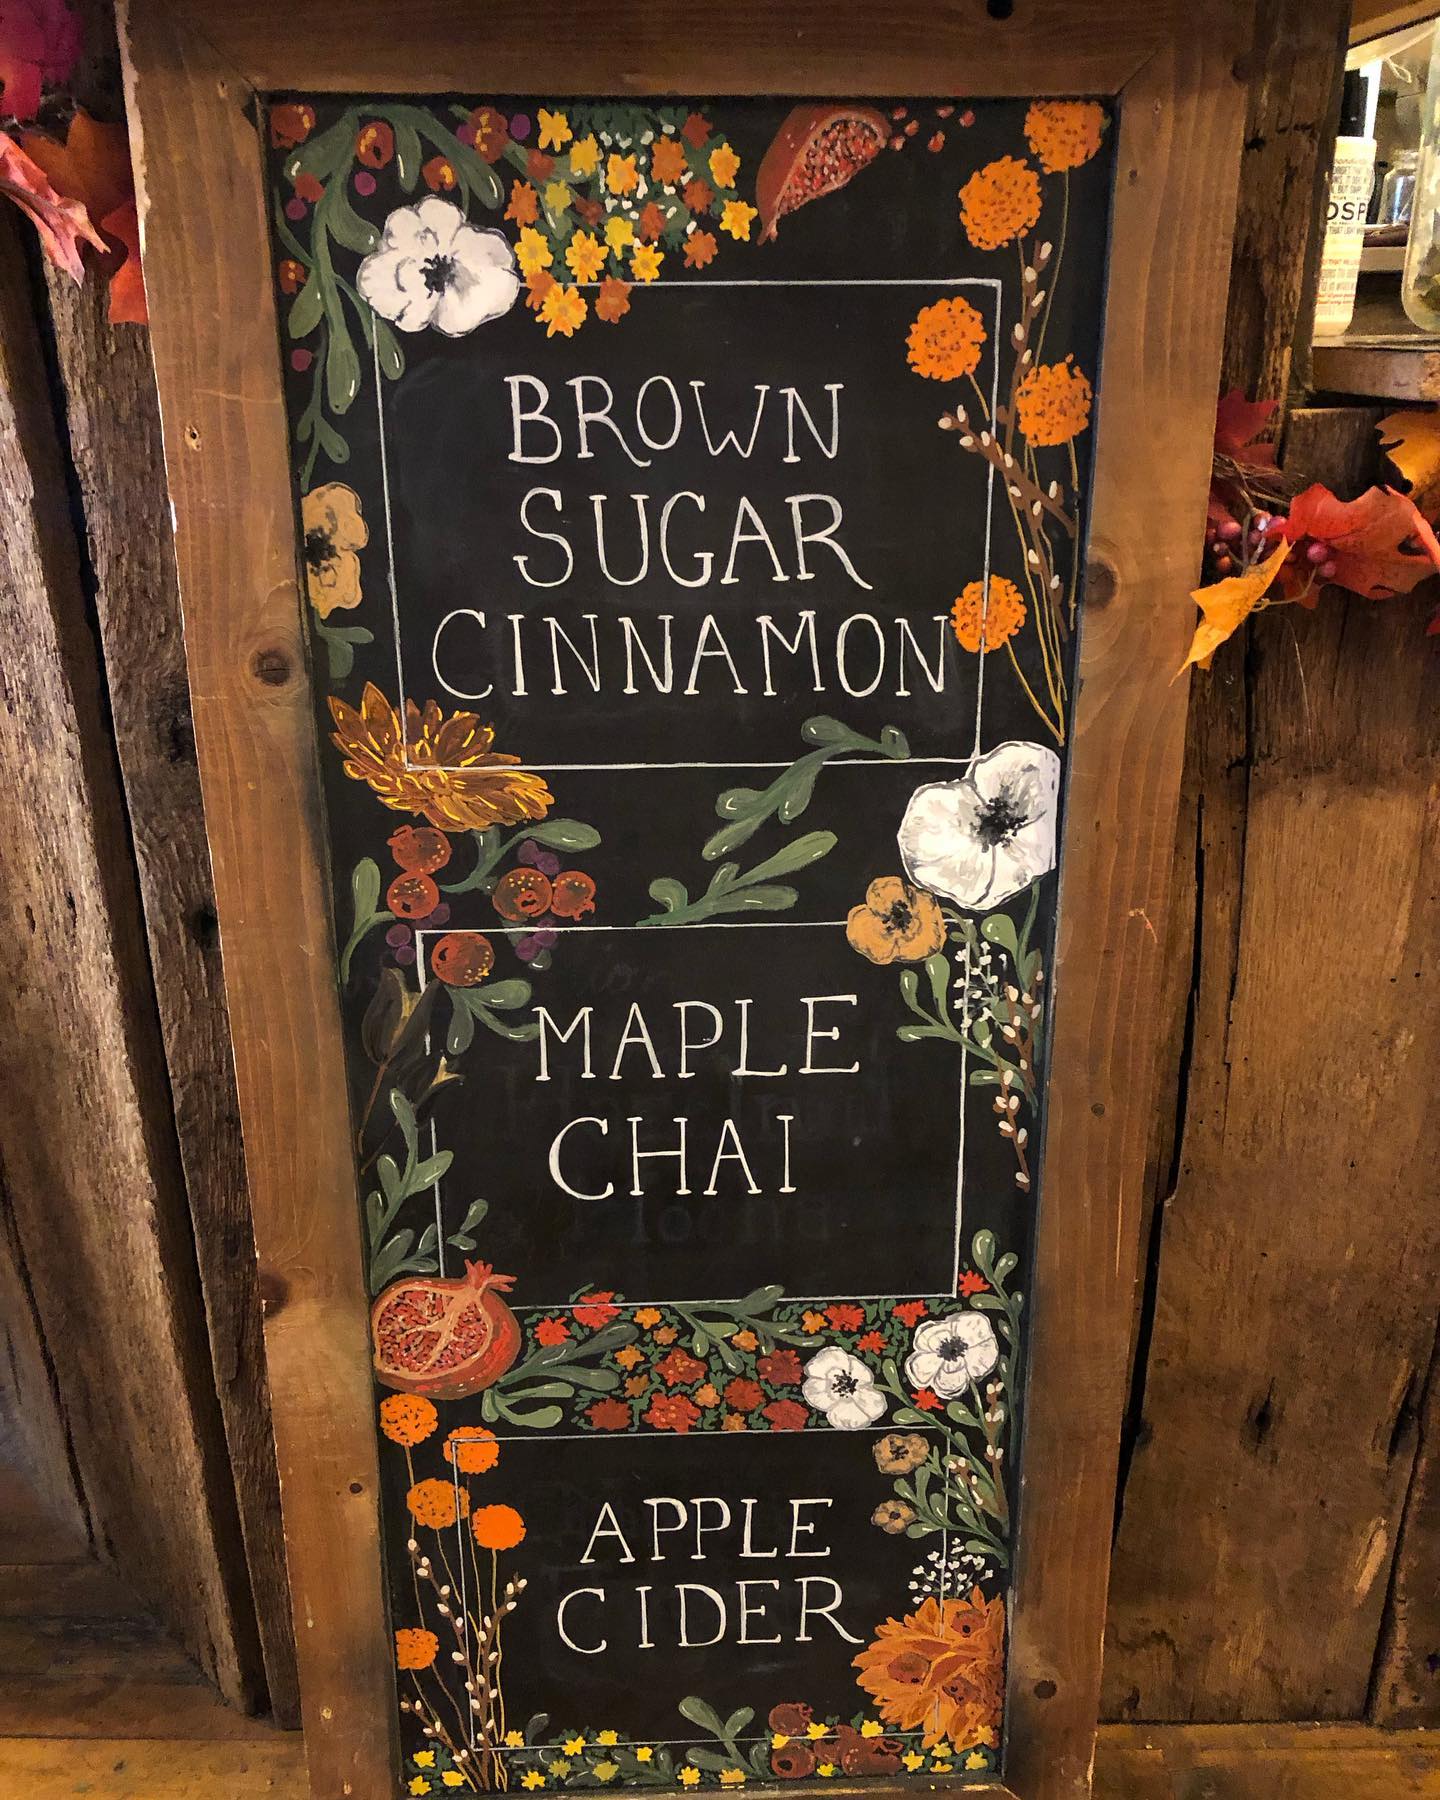 BROWN
SUGAR
CINNAMON
MAPLE
CHAI
APPLE
CIDER